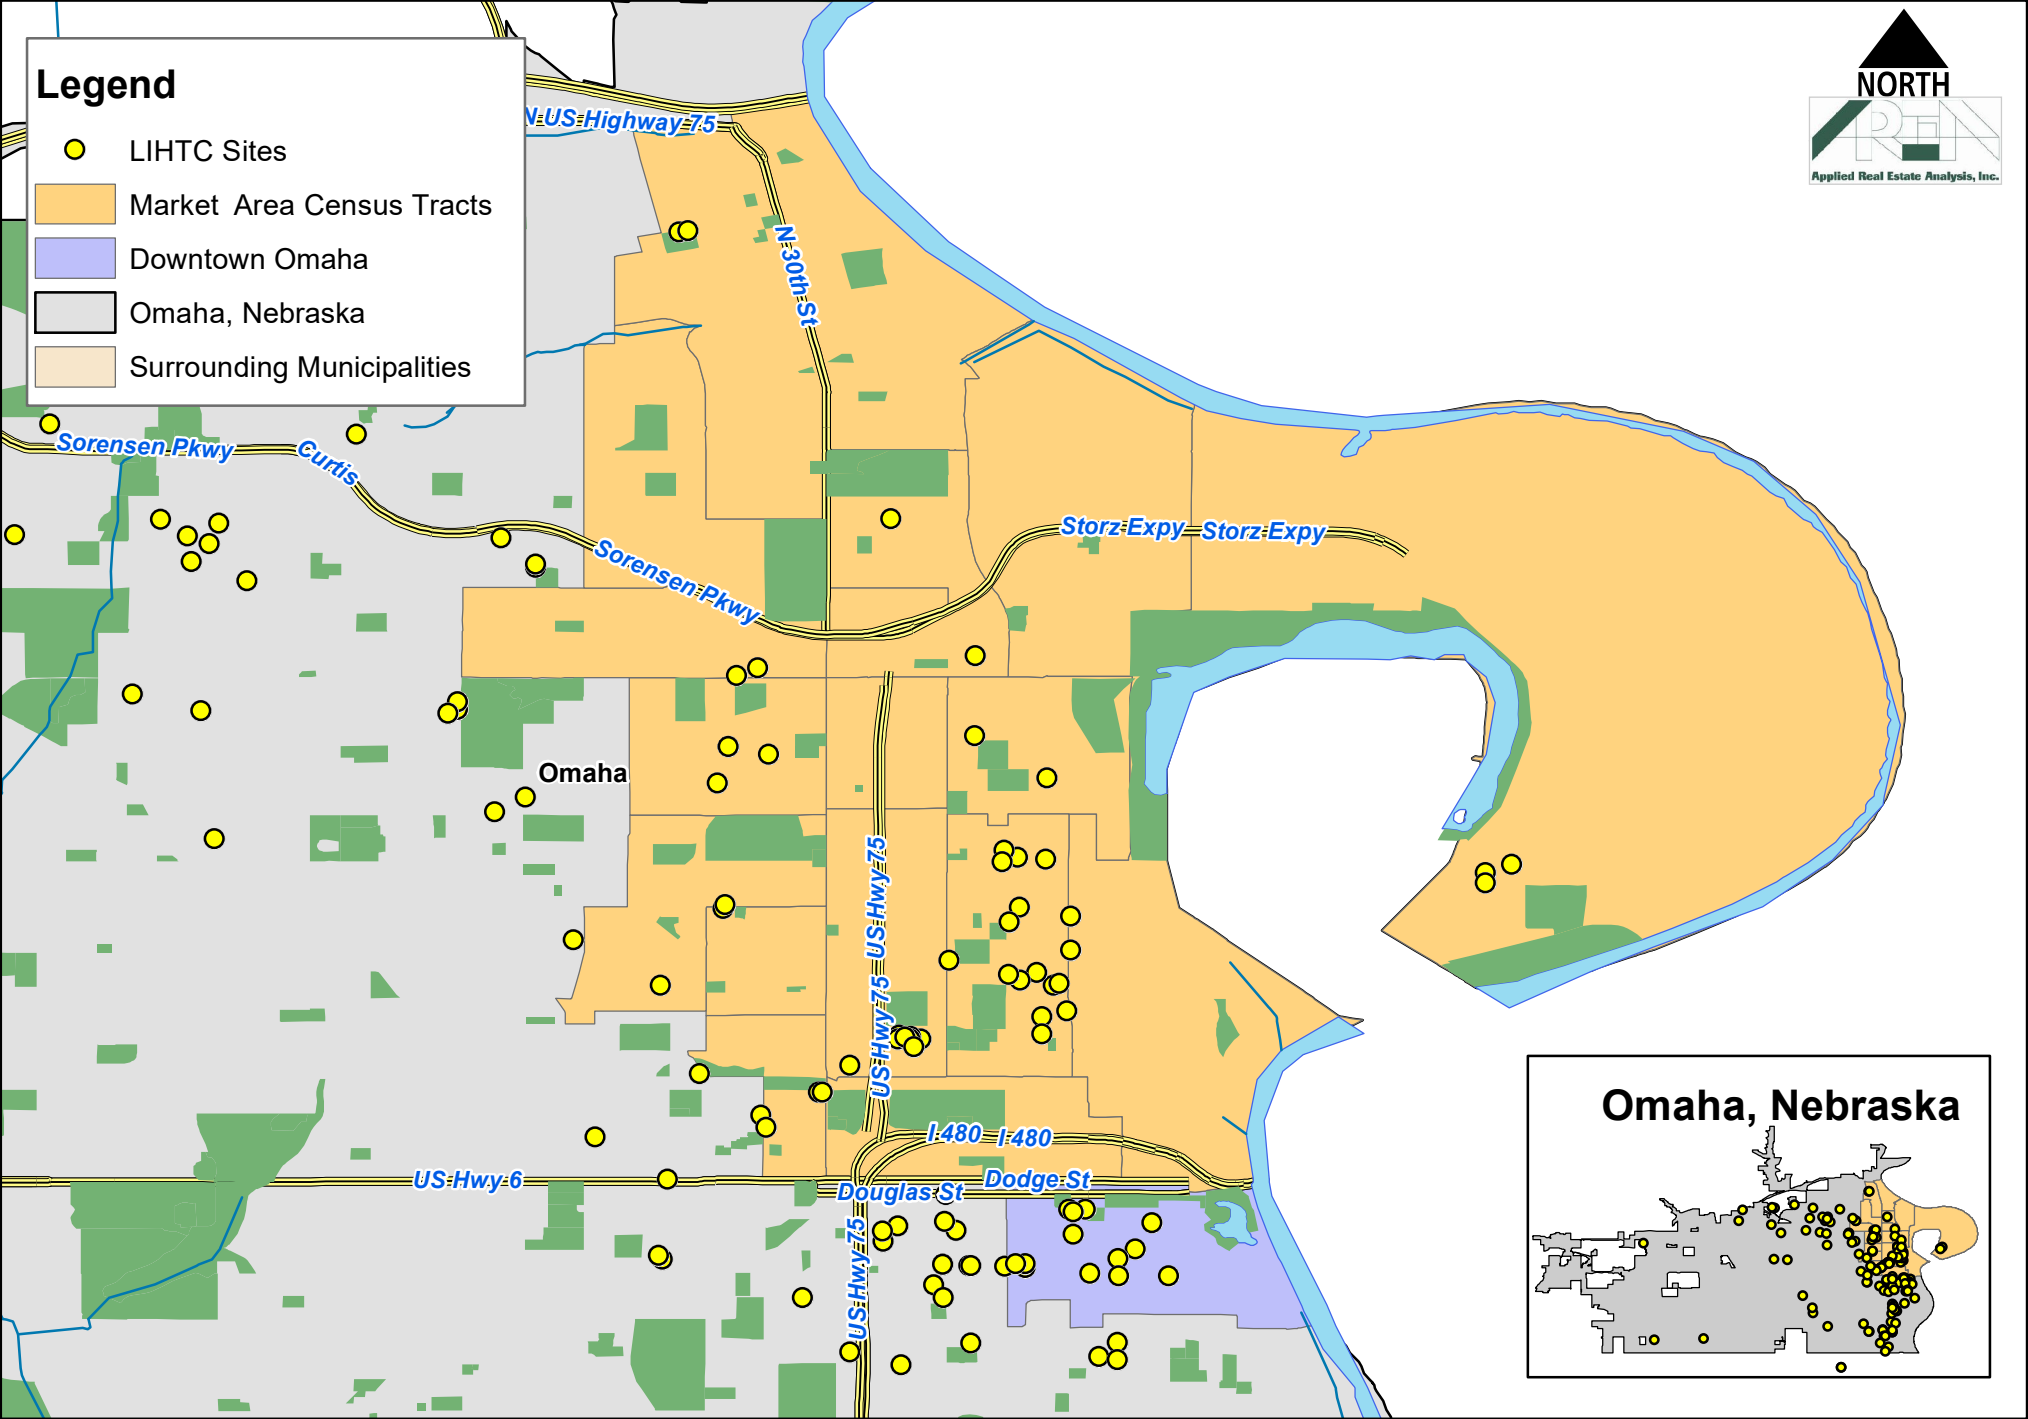 Legend
LIHTC Sites
Market Area Census Tracts
Downtown Omaha
Omaha, Nebraska
Surrounding Municipalities
N US Highway 75
NORTH
AREA
Applied Real Estate Analysis, Inc.
N 30th St
Sorensen Pkwy
Curtis
Sorensen Pkwy
Storz Expy
Storz Expy
Omaha
US Hwy 75
US Hwy 75
I 480
I 480
US Hwy 6
Dodge St
Douglas St
US Hwy 75
Omaha, Nebraska